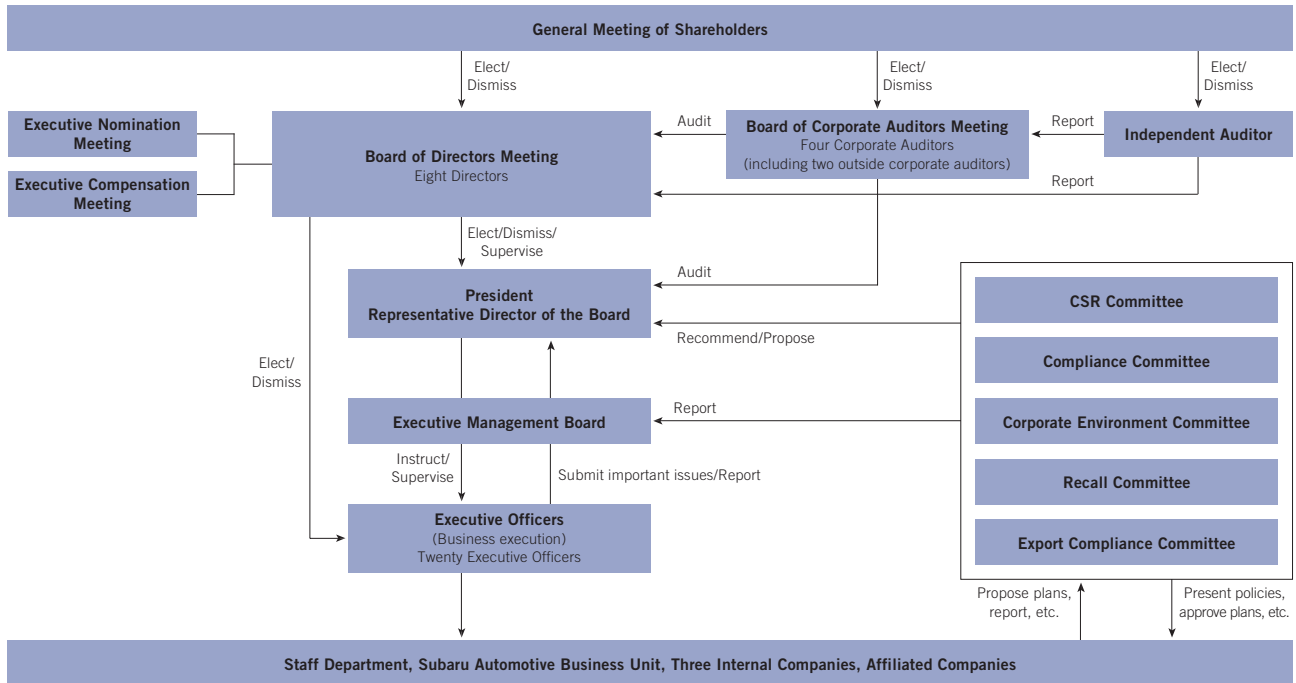 General Meeting of Shareholders
Elect/
Dismiss
Elect/
Dismiss
Elect/
Dismiss
Executive Nomination
Meeting
Executive Compensation
Meeting
Board of Directors Meeting
Eight Directors
Audit
Board of Corporate Auditors Meeting
Four Corporate Auditors
(including two outside corporate auditors)
Report
Independent Auditor
Report
Elect/Dismiss/
Supervise
Audit
President
Representative Director of the Board
Recommend/Propose
Elect/
Dismiss
Executive Management Board
Report
Instruct/
Supervise
Submit important issues/Report
Executive Officers
(Business execution)
Twenty Executive Officers
CSR Committee
Compliance Committee
Corporate Environment Committee
Recall Committee
Export Compliance Committee
Propose plans,
report, etc.
Present policies,
approve plans, etc.
Staff Department, Subaru Automotive Business Unit, Three Internal Companies, Affiliated Companies